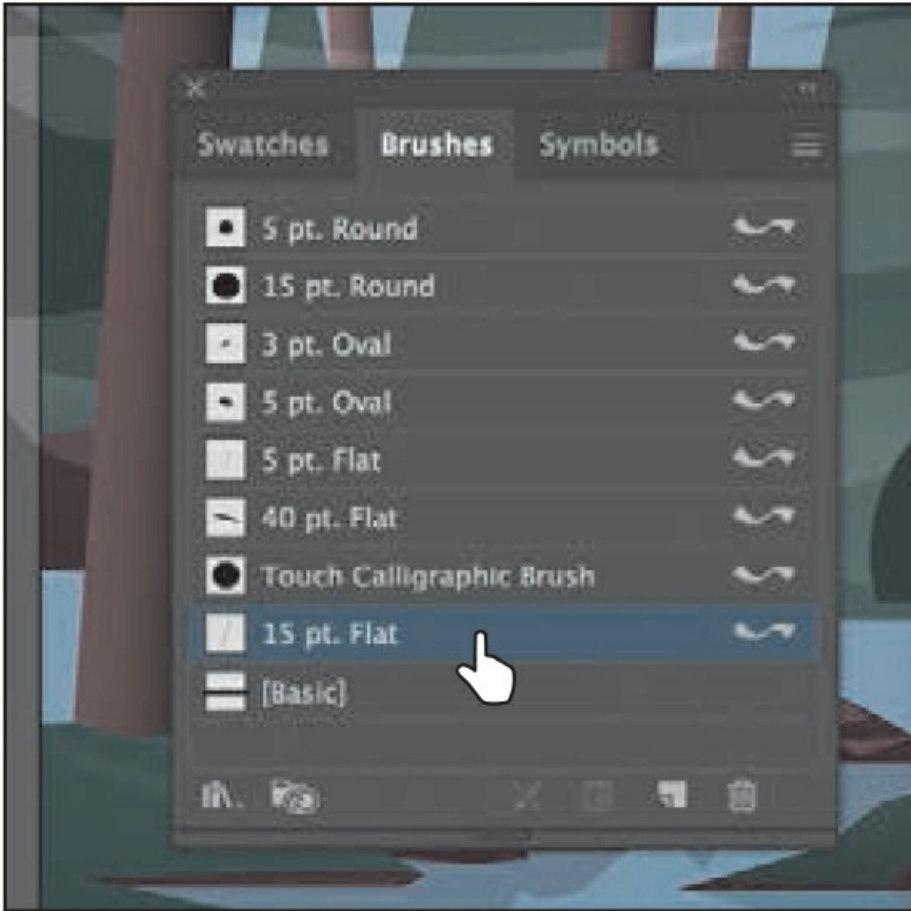 Swatches Brushes Symbols
5 pt. Round
15 pt. Round
3 pt. Oval
5 pt. Oval
5 pt. Flat
40 pt. Flat
Touch Calligraphic Brush
15 pt. Flat
[Basic]